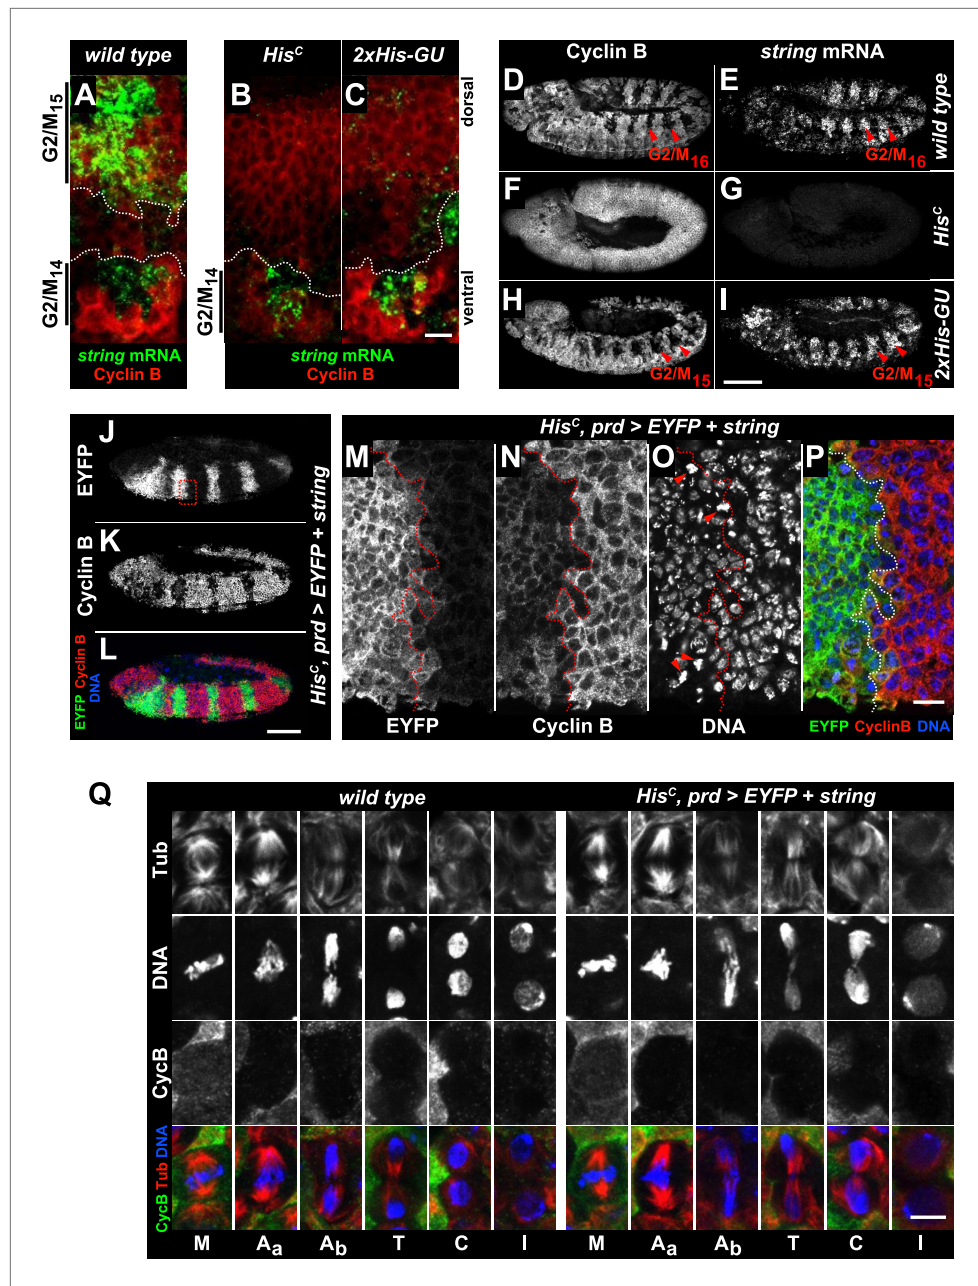 wild type
HisC
2xHis-GU
A
B
C
G2/M15
G2/M14
G2/M14
dorsal
ventral
string mRNA
Cyclin B
string mRNA
Cyclin B
Cyclin B
string mRNA
D
E
G2/M16
G2/M16
wild type
F
G
HisC
H
I
G2/M15
G2/M15
2xHis-GU
J
EYFP
K
Cyclin B
L
EYFP Cyclin B
DNA
HisC, prd > EYFP + string
HisC, prd > EYFP + string
M
N
O
P
EYFP
Cyclin B
DNA
EYFP CyclinB DNA
Q
wild type
HisC, prd > EYFP + string
Tub
DNA
CycB
CycB Tub DNA
M Aa Ab T C I M Aa Ab T C I